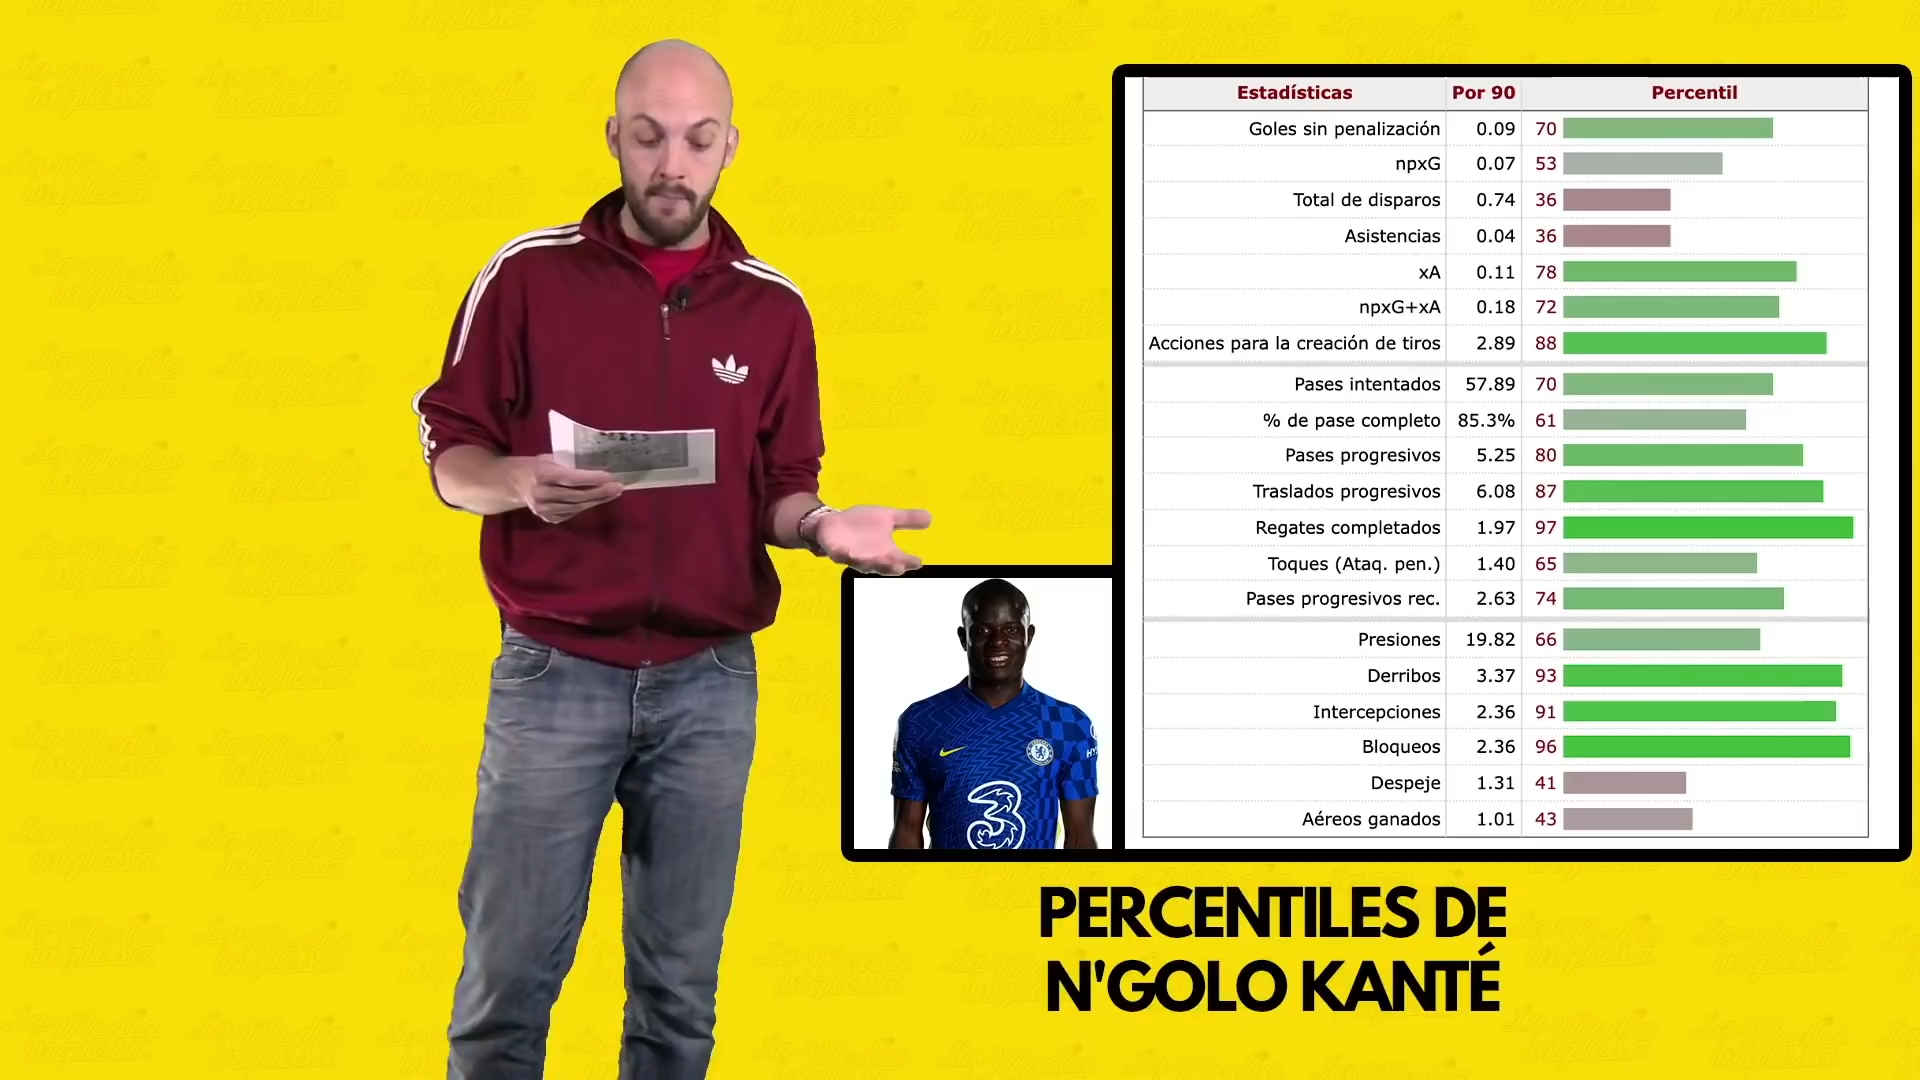 Estadísticas Por 90 Percentil
Goles sin penalización 0.09 70
npxG 0.07 53
Total de disparos 0.74 36
Asistencias 0.04 36
xA 0.11 78
npxG+xA 0.18 72
Acciones para la creación de tiros 2.89 88
Pases intentados 57.89 70
% de pase completo 85.3% 61
Pases progresivos 5.25 80
Traslados progresivos 6.08 87
Regates completados 1.97 97
Toques (Ataq. pen.) 1.40 65
Pases progresivos rec. 2.63 74
Presiones 19.82 66
Derribos 3.37 93
Intercepciones 2.36 91
Bloqueos 2.36 96
Despeje 1.31 41
Aéreos ganados 1.01 43
3
PERCENTILES DE
N'GOLO KANTÉ
La Media
inglesa